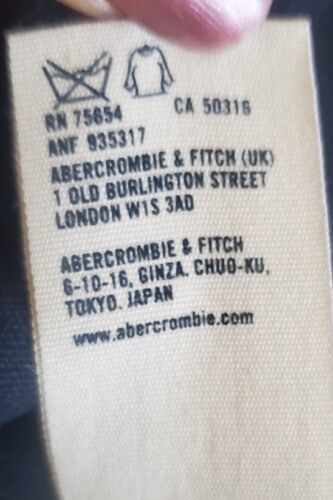 RN 75654 CA 50316
ANF 935317
ABERCROMBIE & FITCH (UK)
1 OLD BURLINGTON STREET
LONDON W1S 3AD
ABERCROMBIE & FITCH
6-10-16, GINZA. CHUO-KU,
TOKYO. JAPAN
www.abercrombie.com